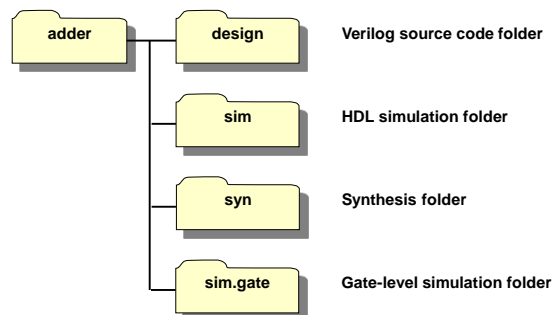 adder
design Verilog source code folder
sim HDL simulation folder
syn Synthesis folder
sim.gate Gate-level simulation folder